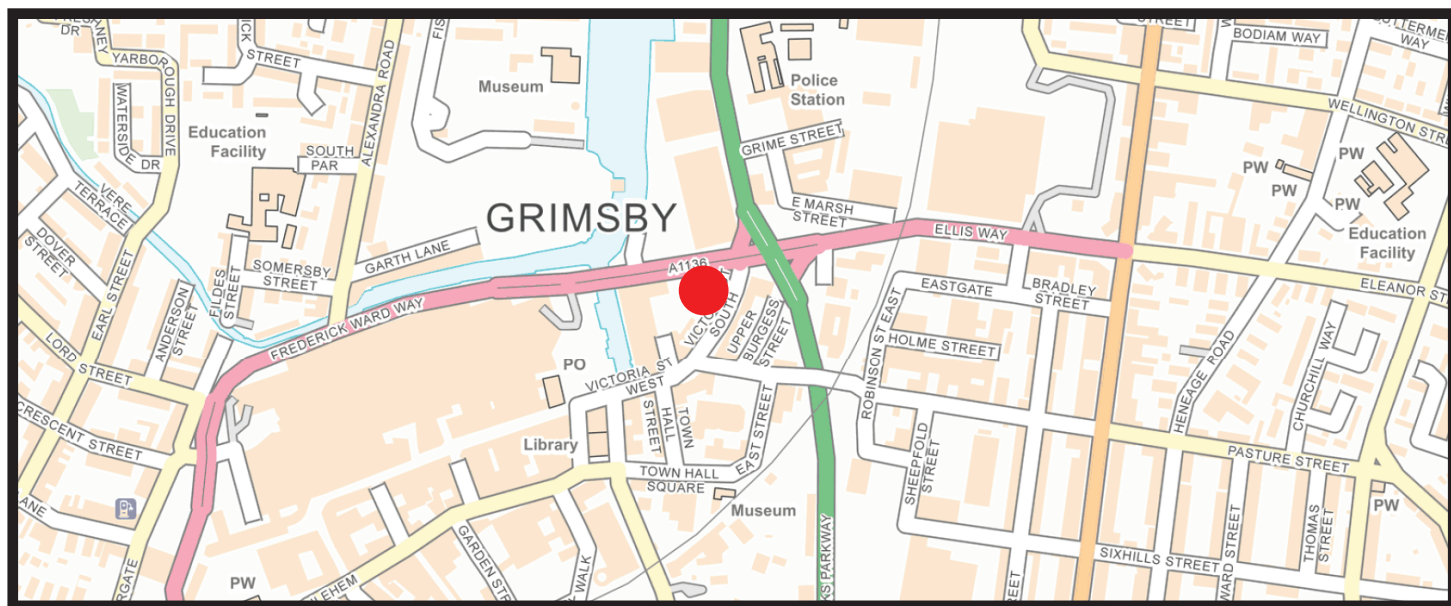 DR
YARBOROUGH DRIVE
STREET
WATERSIDE
DR
Education
Facility
SOUTH
PAR
ALEXANDRA ROAD
Museum
Police
Station
GRIME STREET
STREET
BODIAM WAY
WAY
WELLINGTON ST
PW
PW
PW
Education
Facility
VERE
TERRACE
DOVER
STREET
EARL STREET
GRIMSBY
E MARSH
STREET
ELLIS WAY
GARTH LANE
SOMERSBY
STREET
FILDES
STREET
ANDERSON
STREET
A1136
FREDERICK WARD WAY
SOUTH
UPPER
BURGESS
STREET
EASTGATE
BRADLEY
STREET
ELEANOR ST
HOLME STREET
ROBINSON ST EAST
HENEAGE ROAD
CHURCHILL WAY
LORD STREET
CRESCENT STREET
PO
VICTORIA ST
WEST
Library
TOWN
HALL
STREET
TOWN HALL
SQUARE
EAST STREET
SHEEPFOLD
STREET
PASTURE STREET
Museum
GARDEN STREET
WALK
PW
PARKWAY
SIXHILLS STREET
WARD STREET
THOMAS
STREET
PW